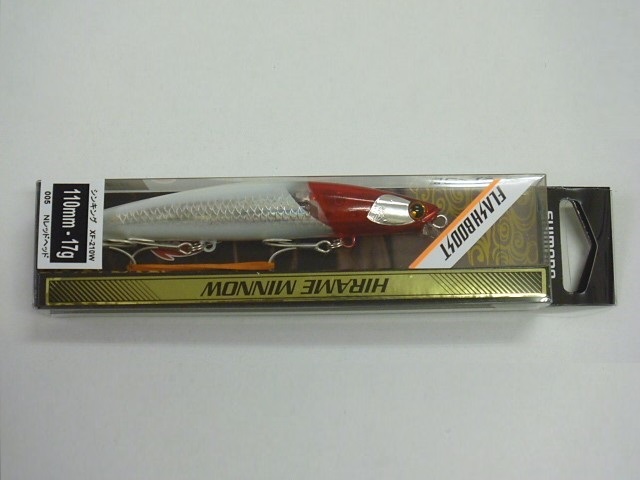 シンキング XF-210W
110mm - 17g
005 Nレッドヘッド
FLASHBOOST
HIRAME MINNOW
SHIMANO